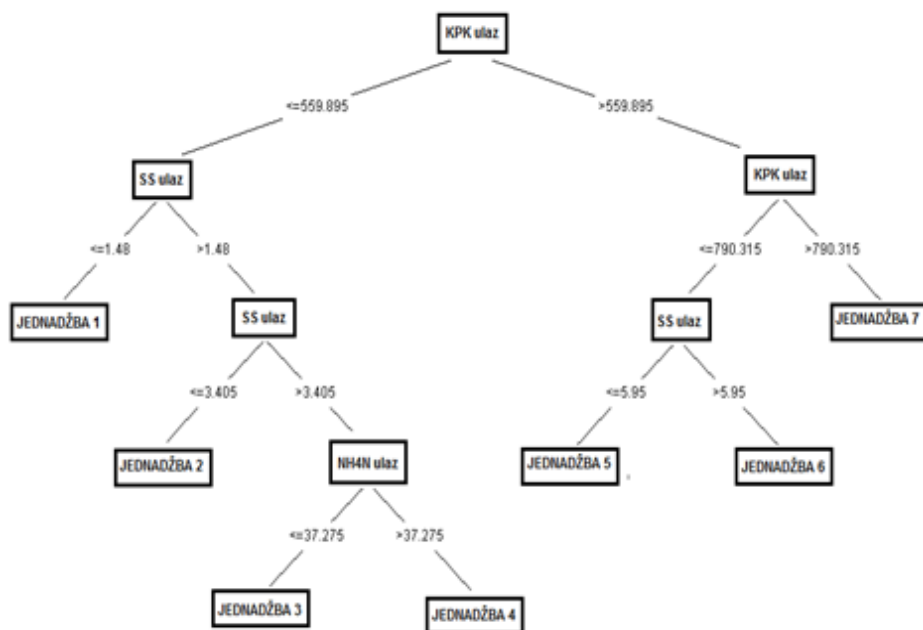 KPK ulaz
<=559.895
>559.895
SS ulaz
KPK ulaz
<=1.48
>1.48
<=790.315
>790.315
JEDNADŽBA 1
SS ulaz
SS ulaz
JEDNADŽBA 7
<=3.405
>3.405
<=5.95
>5.95
JEDNADŽBA 2
NH4N ulaz
JEDNADŽBA 5
JEDNADŽBA 6
<=37.275
>37.275
JEDNADŽBA 3
JEDNADŽBA 4